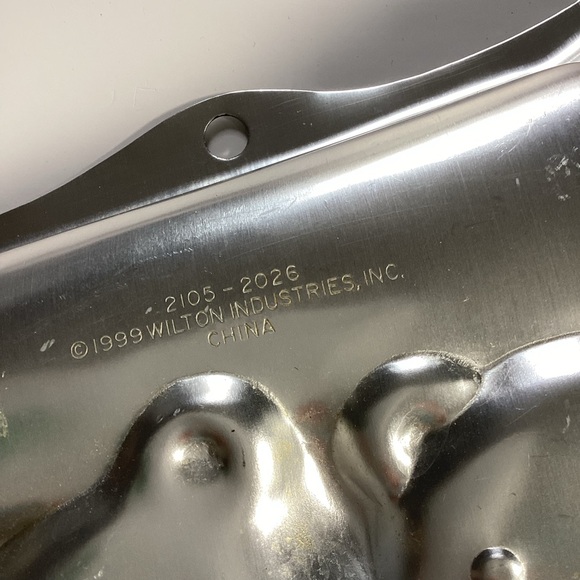 2105-2026
©1999 WILTON INDUSTRIES, INC.
CHINA